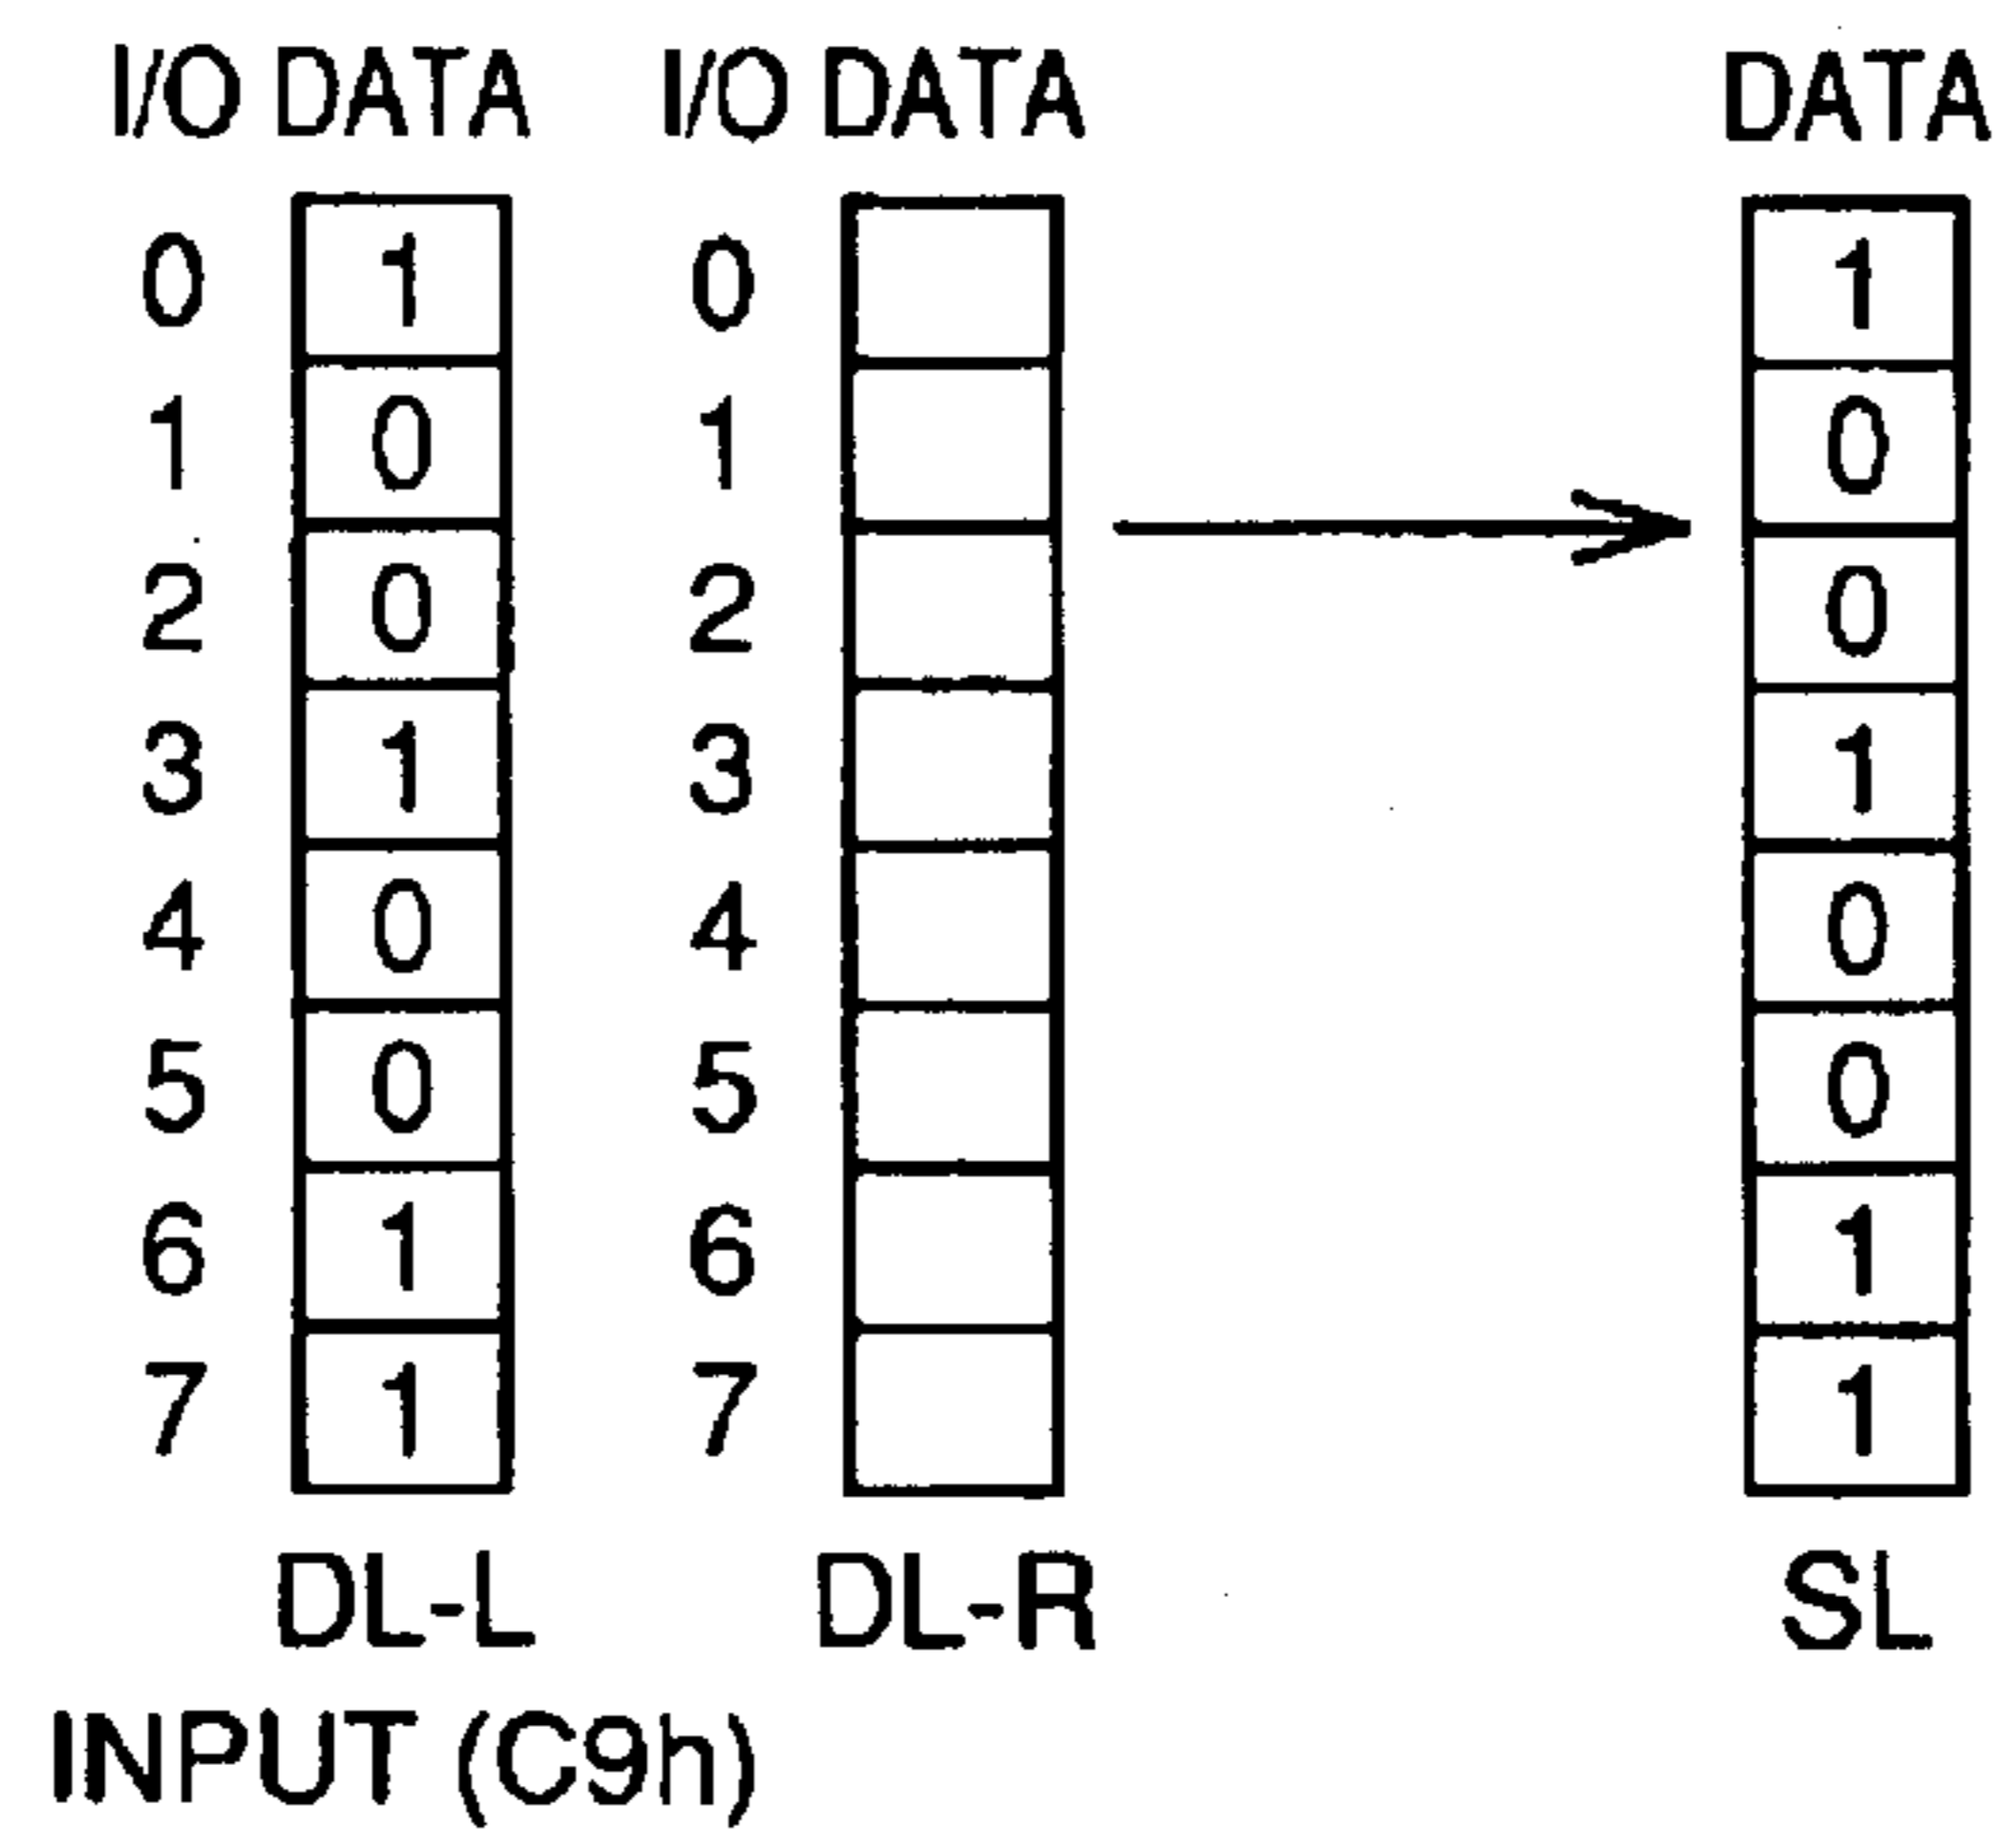 I/O DATA I/O DATA DATA
0 1 0 1
1 0 1 0
2 0 2 0
3 1 3 1
4 0 4 0
5 0 5 0
6 1 6 1
7 1 7 1
DL-L DL-R SL
INPUT (C9h)